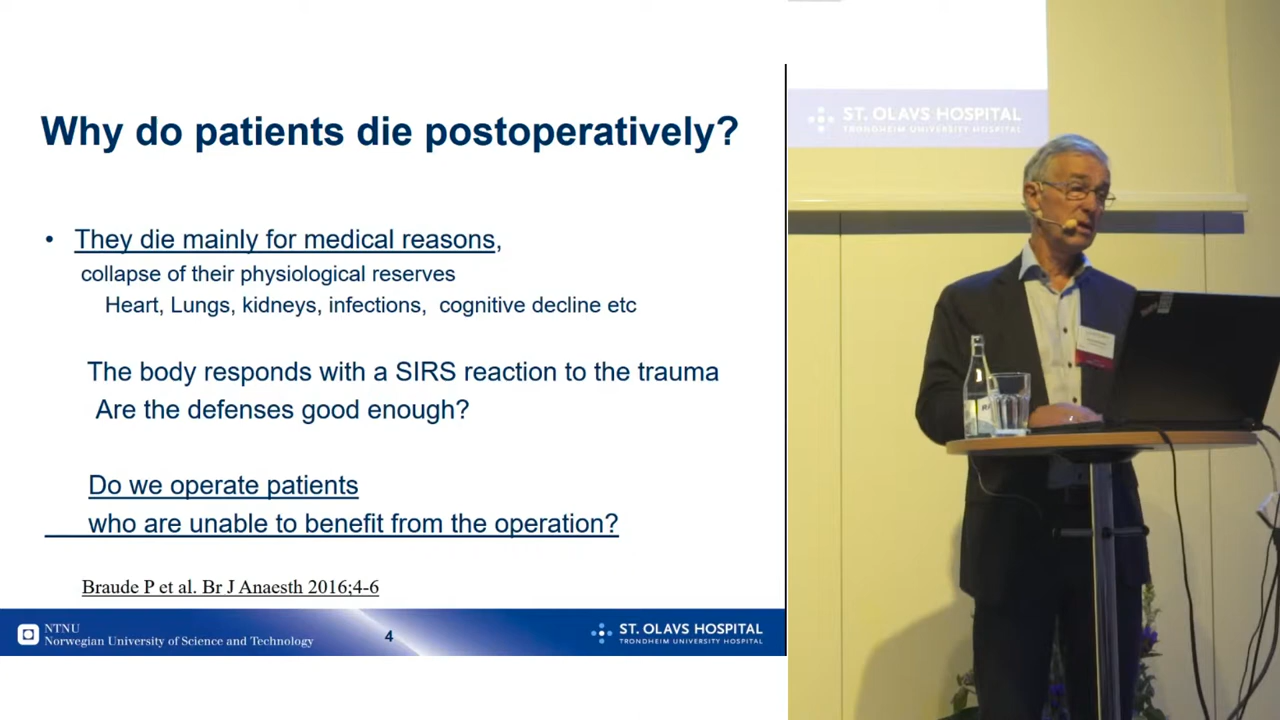 Why do patients die postoperatively?
• They die mainly for medical reasons,
collapse of their physiological reserves
Heart, Lungs, kidneys, infections, cognitive decline etc
The body responds with a SIRS reaction to the trauma
Are the defenses good enough?
Do we operate patients
who are unable to benefit from the operation?
Braude P et al. Br J Anaesth 2016;4-6
NTNU
Norwegian University of Science and Technology
4
ST. OLAVS HOSPITAL
TRONDHEIM UNIVERSITY HOSPITAL
ST. OLAVS HOSPITAL
TRONDHEIM UNIVERSITY HOSPITAL